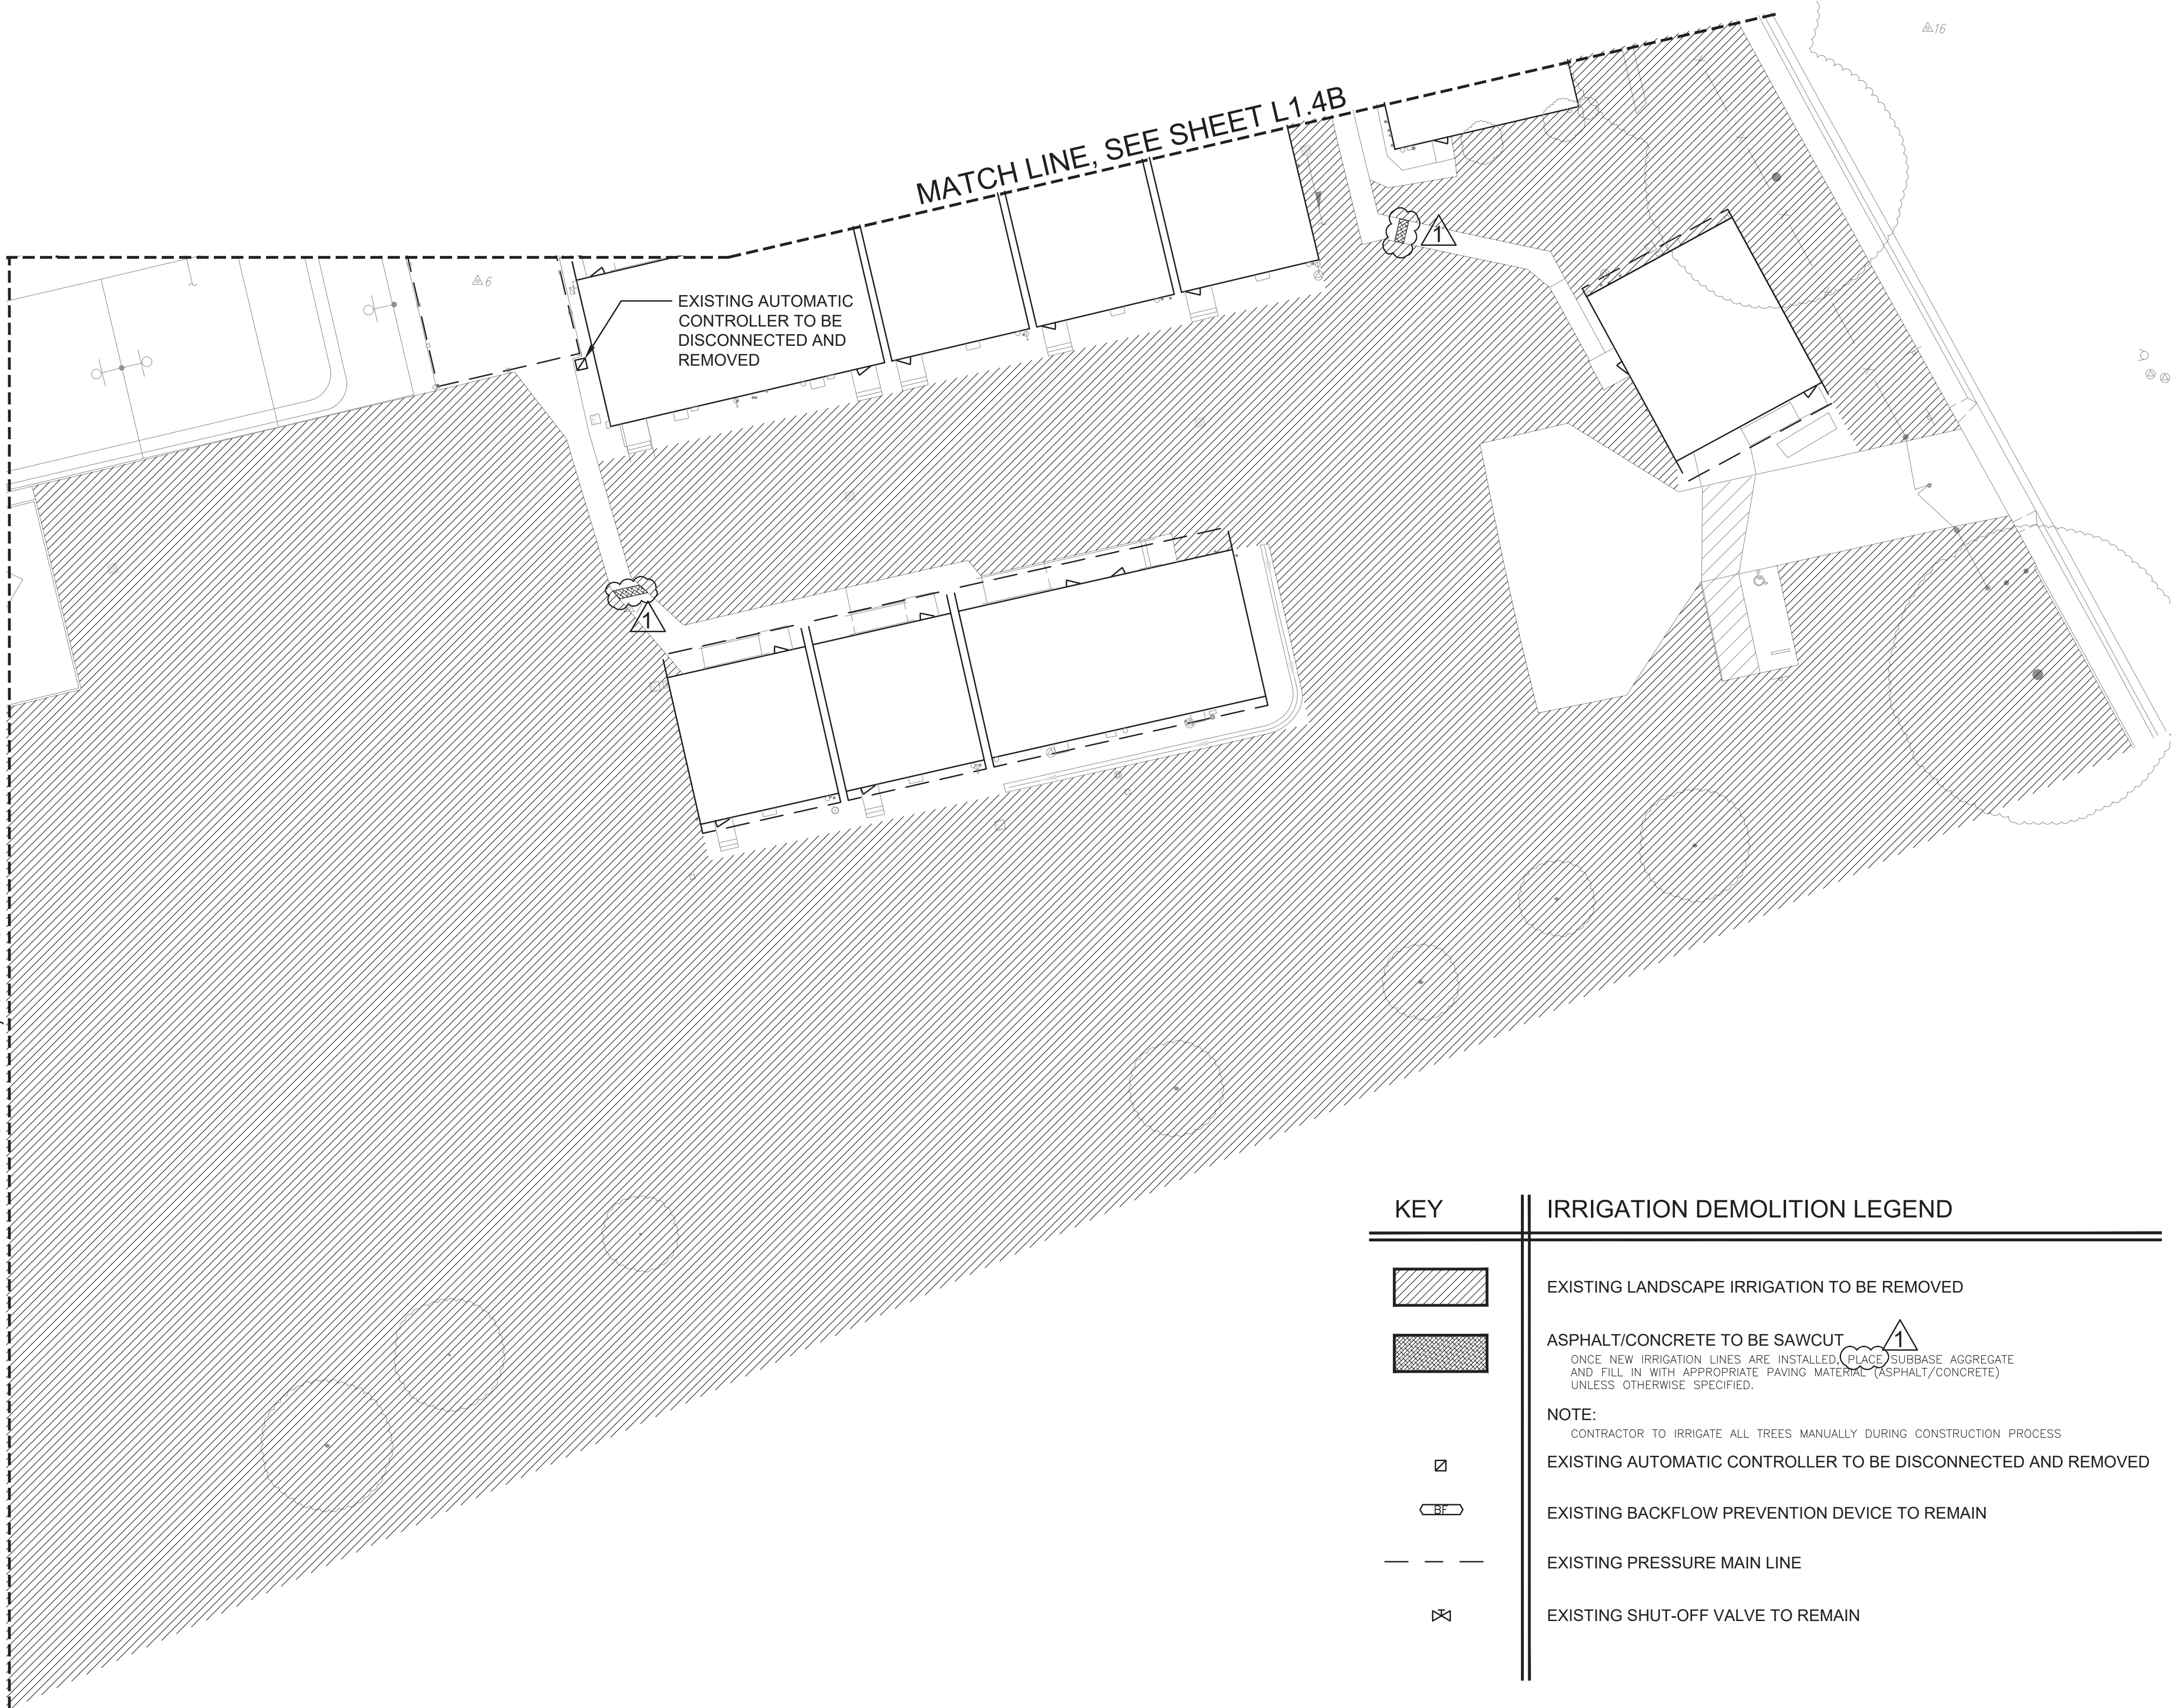 16
MATCH LINE, SEE SHEET L1.4B
1
6
EXISTING AUTOMATIC
CONTROLLER TO BE
DISCONNECTED AND
REMOVED
1
KEY
IRRIGATION DEMOLITION LEGEND
EXISTING LANDSCAPE IRRIGATION TO BE REMOVED
ASPHALT/CONCRETE TO BE SAWCUT
1
ONCE NEW IRRIGATION LINES ARE INSTALLED, PLACE SUBBASE AGGREGATE
AND FILL IN WITH APPROPRIATE PAVING MATERIAL (ASPHALT/CONCRETE)
UNLESS OTHERWISE SPECIFIED.
NOTE:
CONTRACTOR TO IRRIGATE ALL TREES MANUALLY DURING CONSTRUCTION PROCESS
EXISTING AUTOMATIC CONTROLLER TO BE DISCONNECTED AND REMOVED
BF
EXISTING BACKFLOW PREVENTION DEVICE TO REMAIN
EXISTING PRESSURE MAIN LINE
EXISTING SHUT-OFF VALVE TO REMAIN